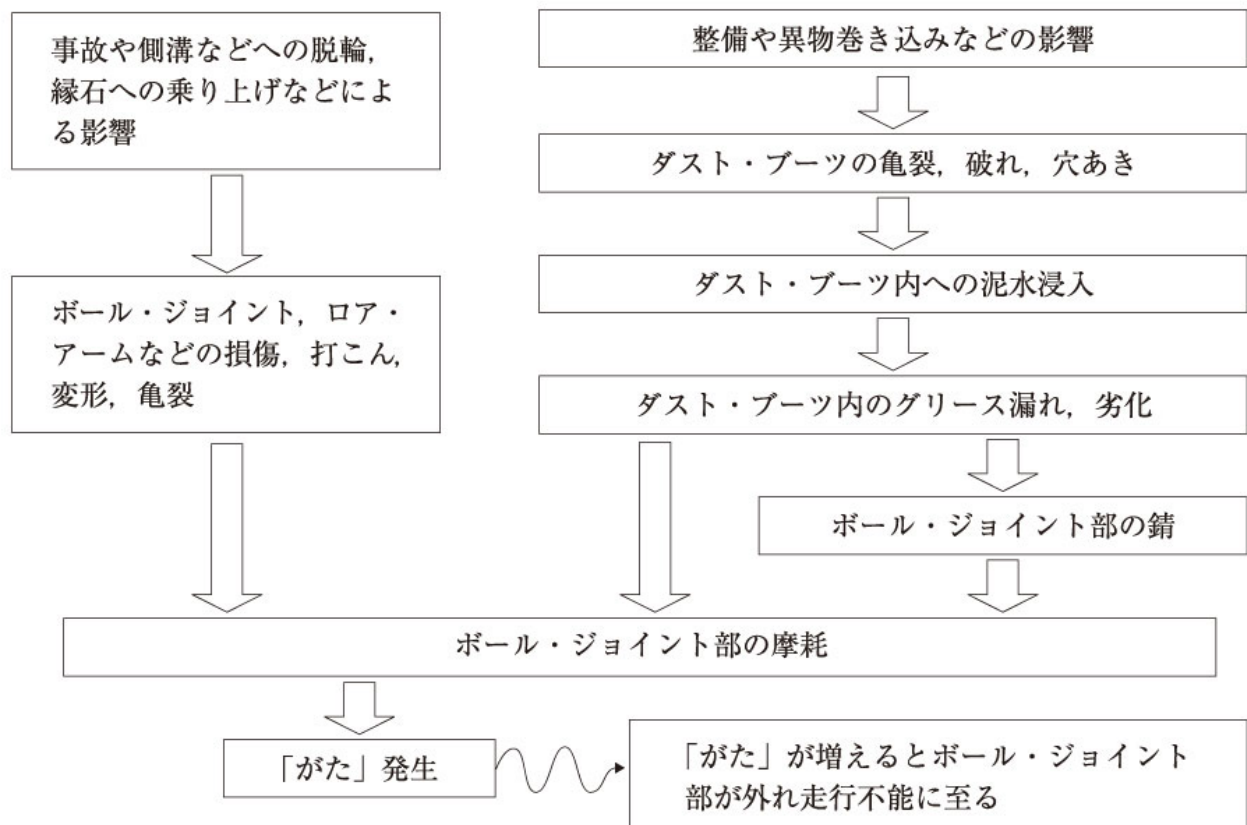 事故や側溝などへの脱輪，
縁石への乗り上げなどによ
る影響
ボール・ジョイント，ロア・
アームなどの損傷，打こん，
変形，亀裂
整備や異物巻き込みなどの影響
ダスト・ブーツの亀裂，破れ，穴あき
ダスト・ブーツ内への泥水浸入
ダスト・ブーツ内のグリース漏れ，劣化
ボール・ジョイント部の錆
ボール・ジョイント部の摩耗
「がた」発生
「がた」が増えるとボール・ジョイント
部が外れ走行不能に至る